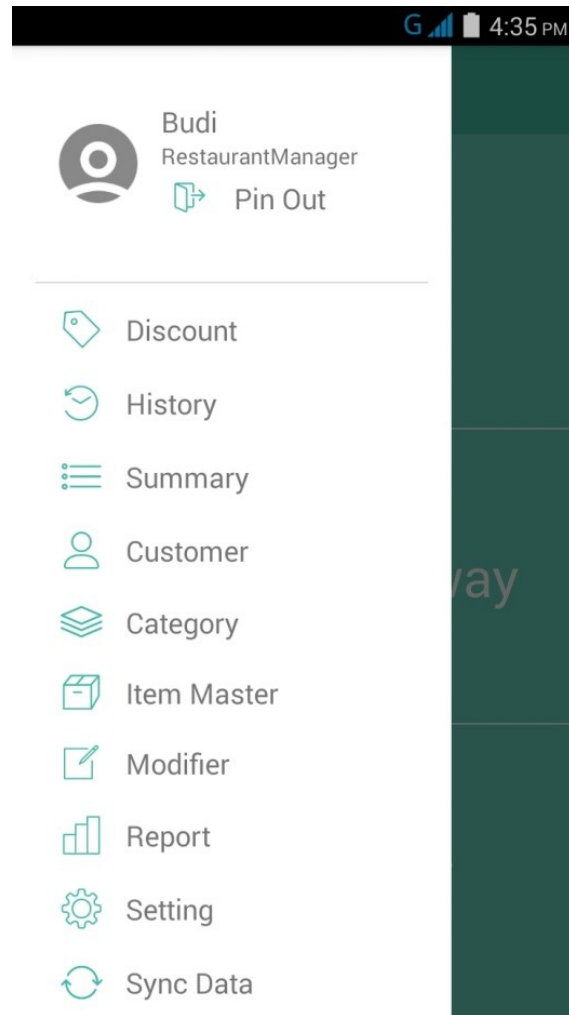 G 4:35 PM
Budi
RestaurantManager
Pin Out
Discount
History
Summary
Customer
way
Category
Item Master
Modifier
Report
Setting
Sync Data